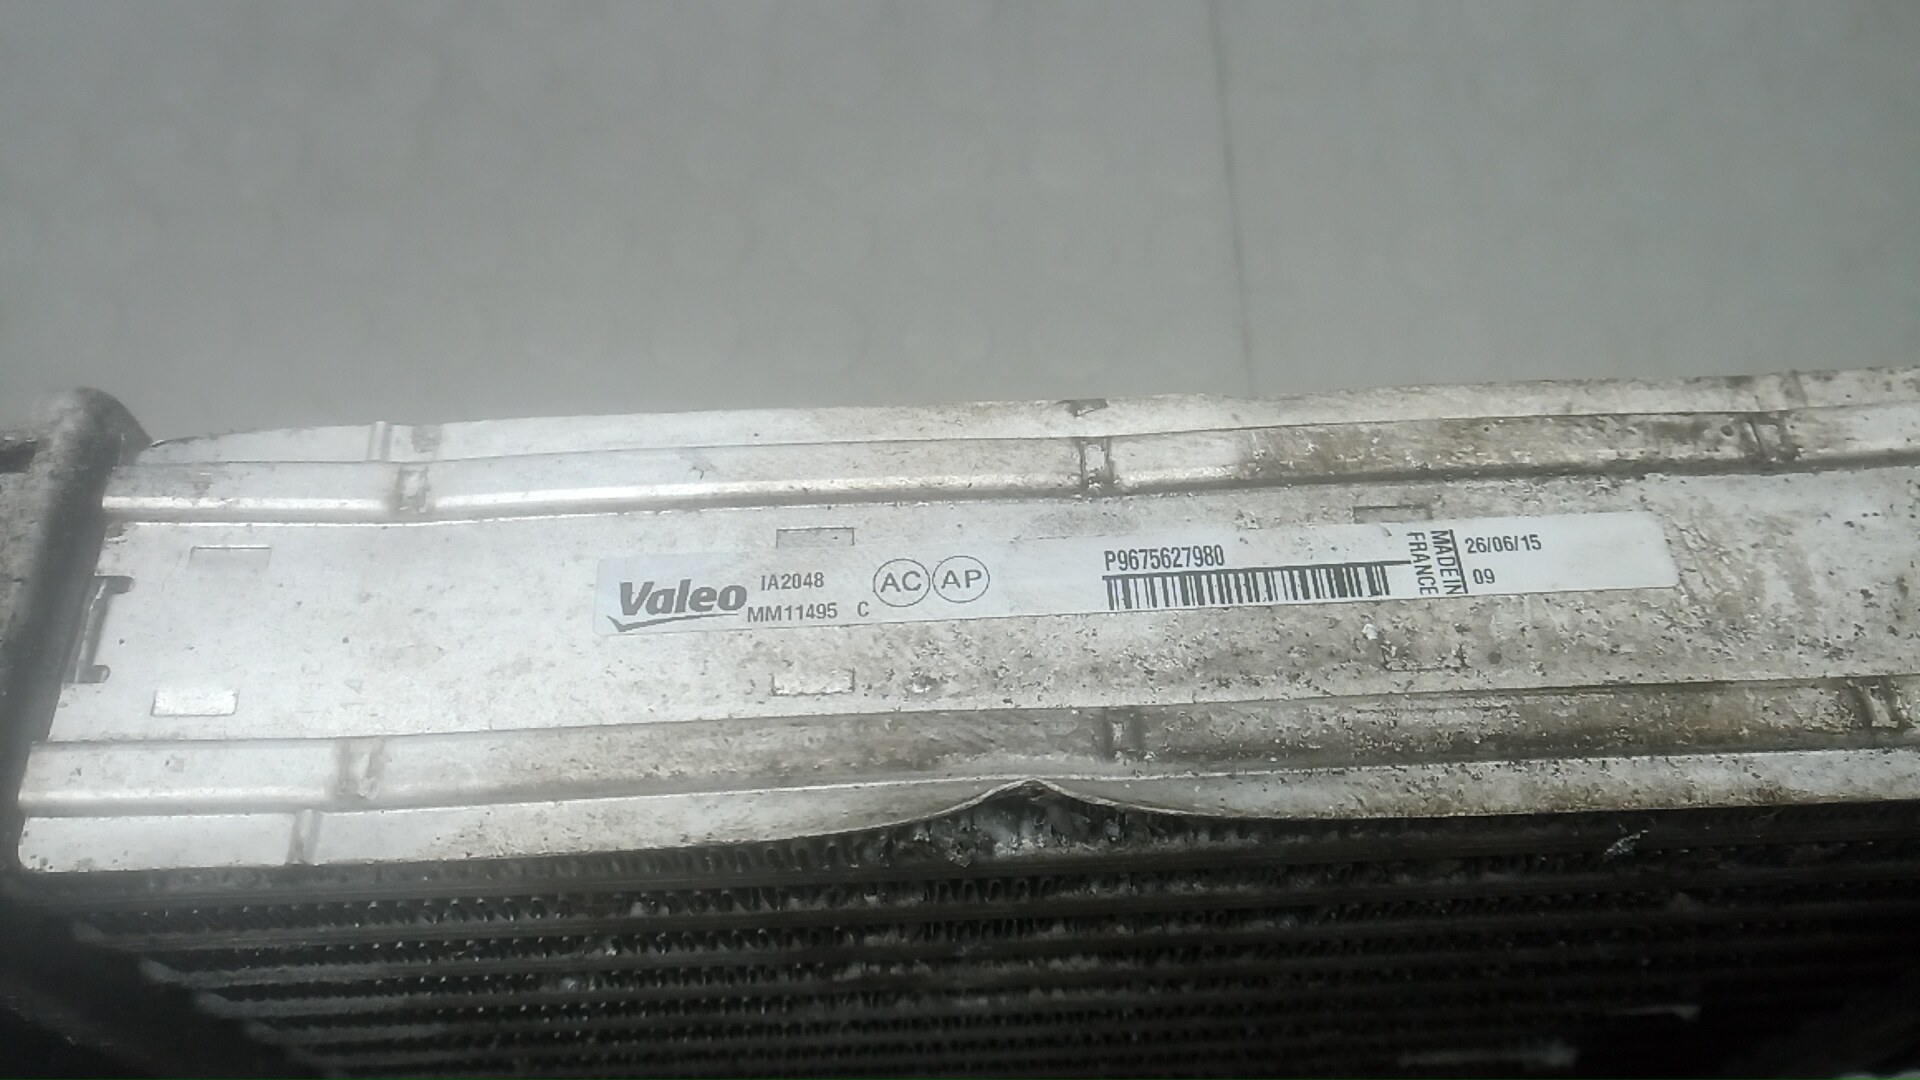 Valeo
IA2048
MM11495 C
AC AP
P9675627980
MADE IN
FRANCE
26/06/15
09